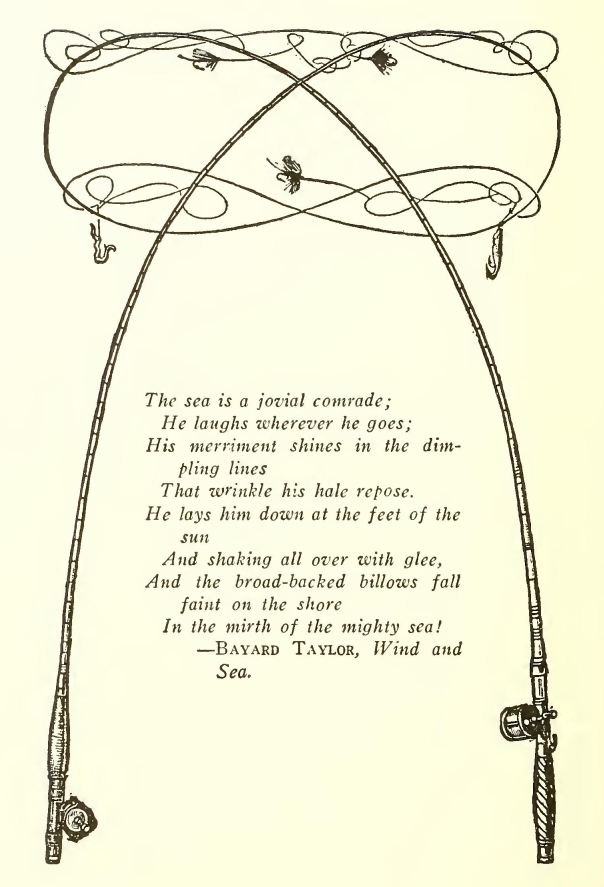 The sea is a jovial comrade;
He laughs wherever he goes;
His merriment shines in the dim-
pling lines
That wrinkle his hale repose.
He lays him down at the feet of the
sun
And shaking all over with glee,
And the broad-backed billows fall
faint on the shore
In the mirth of the mighty sea!
—BAYARD TAYLOR, Wind and
Sea.